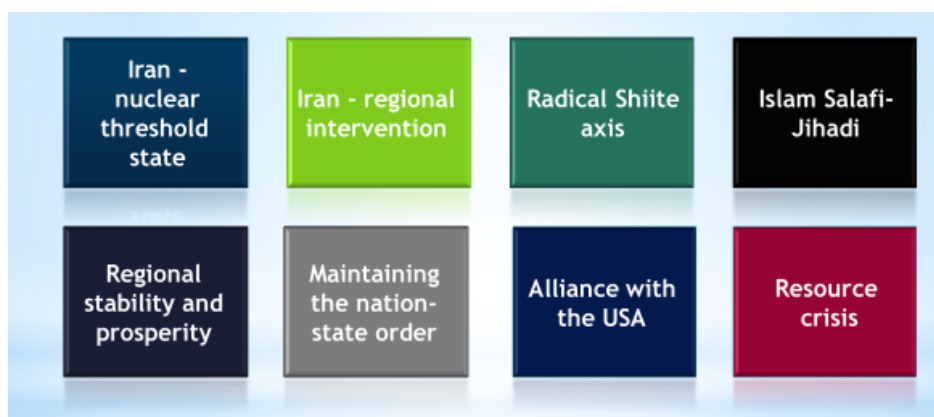 Iran -
nuclear
threshold
state
Iran - regional
intervention
Radical Shiite
axis
Islam Salafi-
Jihadi
Regional
stability and
prosperity
Maintaining
the nation-
state order
Alliance with
the USA
Resource
crisis